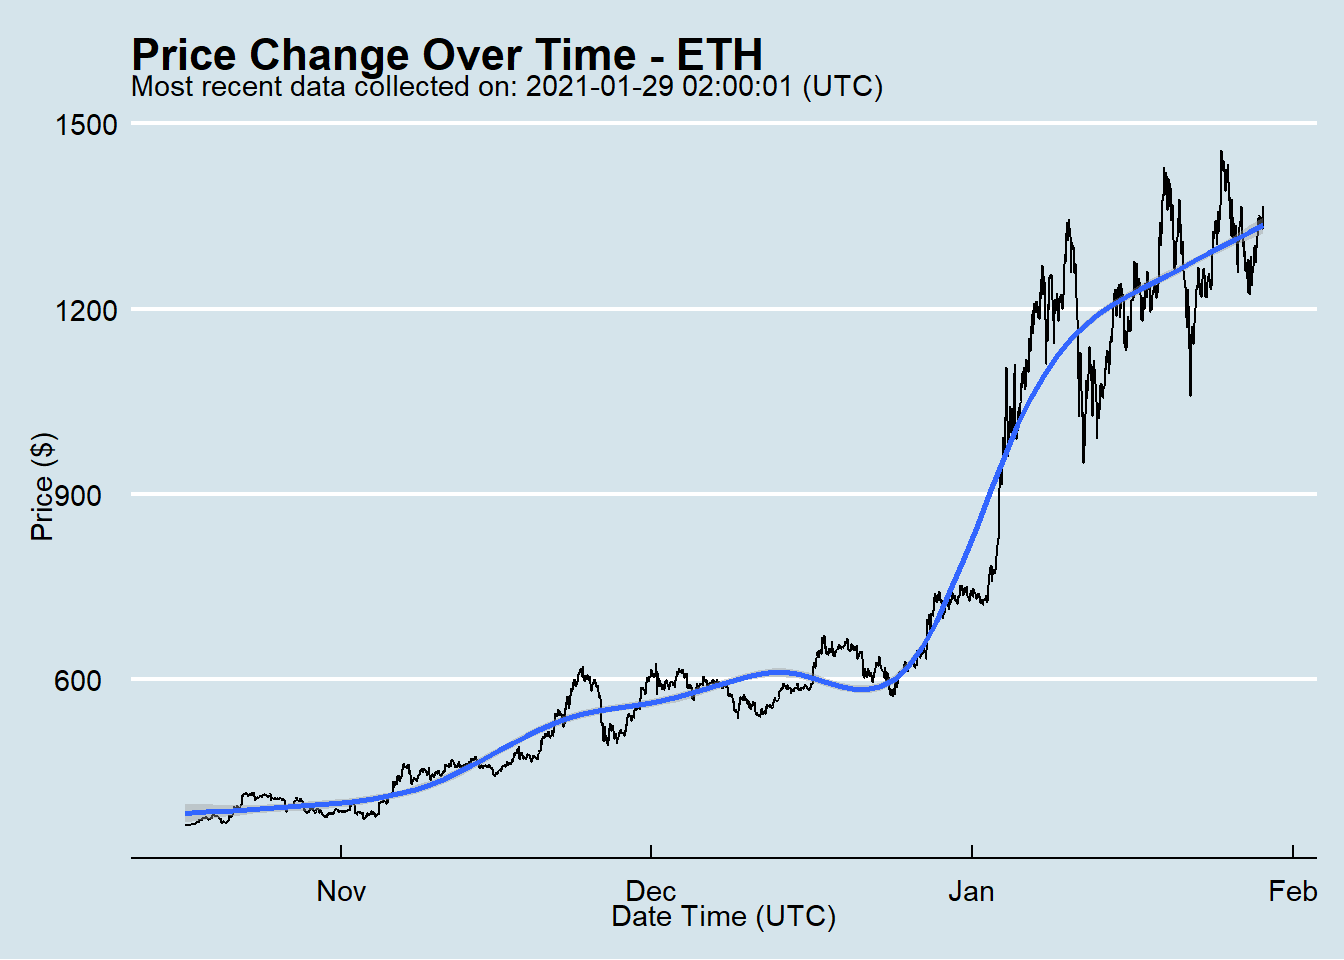 Price Change Over Time - ETH
Most recent data collected on: 2021-01-29 02:00:01 (UTC)
1500
1200
900
600
Price ($)
Nov
Dec
Jan
Feb
Date Time (UTC)